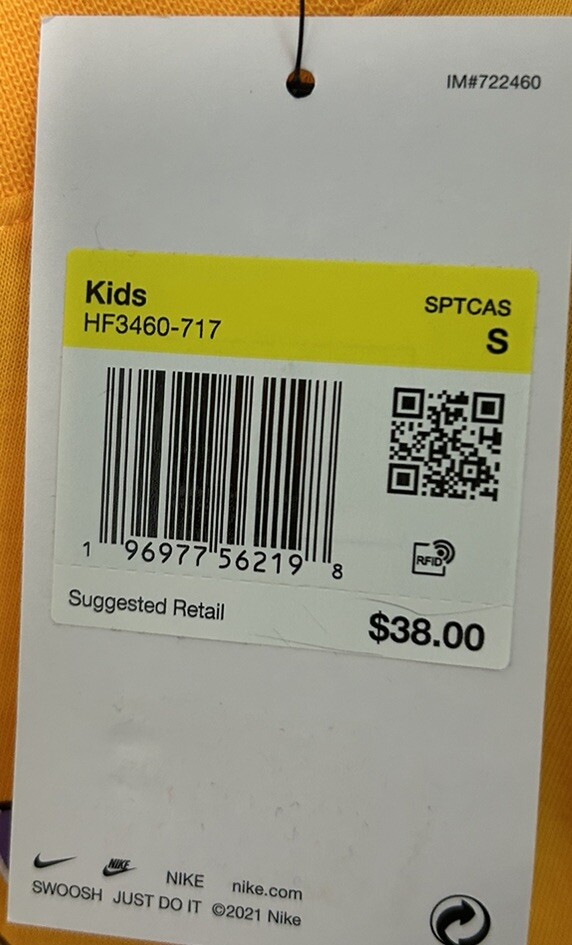 IM#722460
Kids
SPTCAS
HF3460-717
S
1 96977 56219 8
RFID
Suggested Retail
$38.00
NIKE
NIKE nike.com
SWOOSH JUST DO IT ©2021 Nike